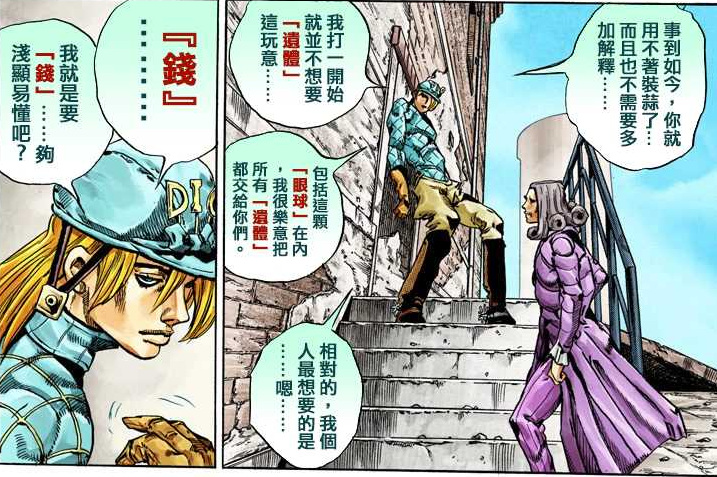 事到如今，你就
用不著裝蒜了…
而且也不需要多
加解釋……
我打一開始
就並不想要
「遺體」
這玩意……
包括這顆
「眼球」在內
，我很樂意把
所有「遺體」
都交給你們。
相對的，我個
人最想要的是
……嗯……
『錢』
…………
我就是要
「錢」……夠
淺顯易懂吧？
DIO